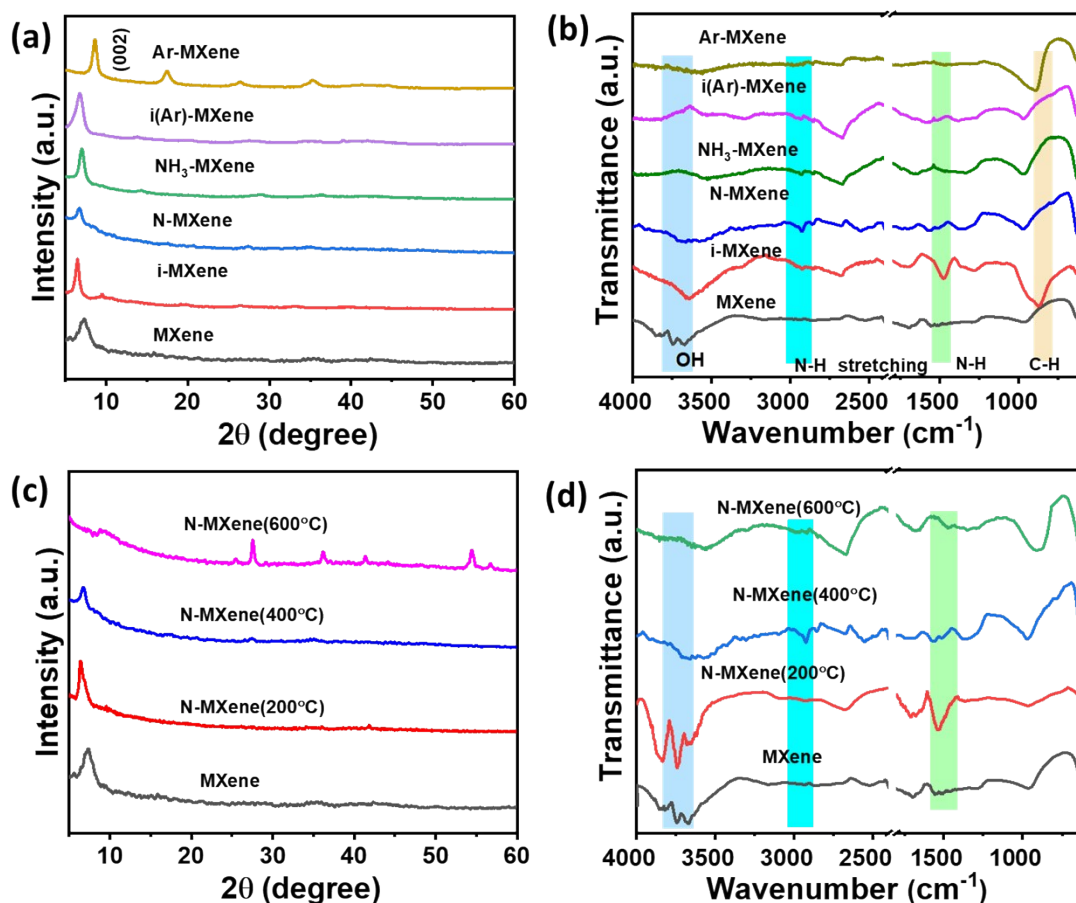 (a)
Ar-MXene
(002)
i(Ar)-MXene
NH₃-MXene
N-MXene
i-MXene
MXene
Intensity (a.u.)
10 20 30 40 50 60
2θ (degree)
(b)
Ar-MXene
i(Ar)-MXene
NH₃-MXene
N-MXene
i-MXene
MXene
OH
N-H stretching
N-H
C-H
Transmittance (a.u.)
4000 3500 3000 2500 1500 1000
Wavenumber (cm⁻¹)
(c)
N-MXene(600°C)
N-MXene(400°C)
N-MXene(200°C)
MXene
Intensity (a.u.)
10 20 30 40 50 60
2θ (degree)
(d)
N-MXene(600°C)
N-MXene(400°C)
N-MXene(200°C)
MXene
Transmittance (a.u.)
4000 3500 3000 2500 1500 1000
Wavenumber (cm⁻¹)